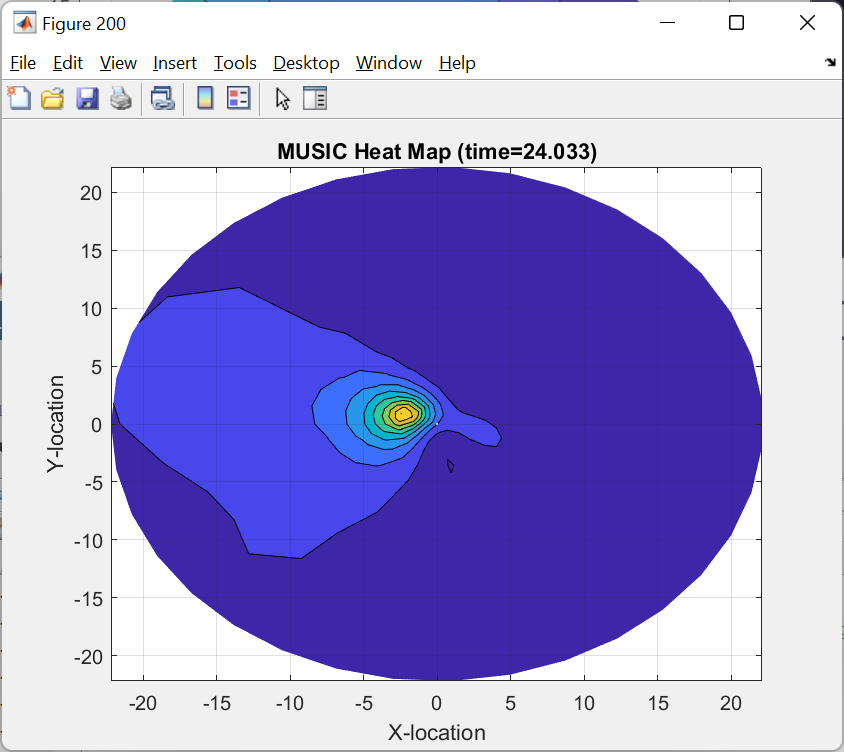 Figure 200
File Edit View Insert Tools Desktop Window Help
MUSIC Heat Map (time=24.033)
20
15
10
5
0
-5
-10
-15
-20
-20 -15 -10 -5 0 5 10 15 20
X-location
Y-location